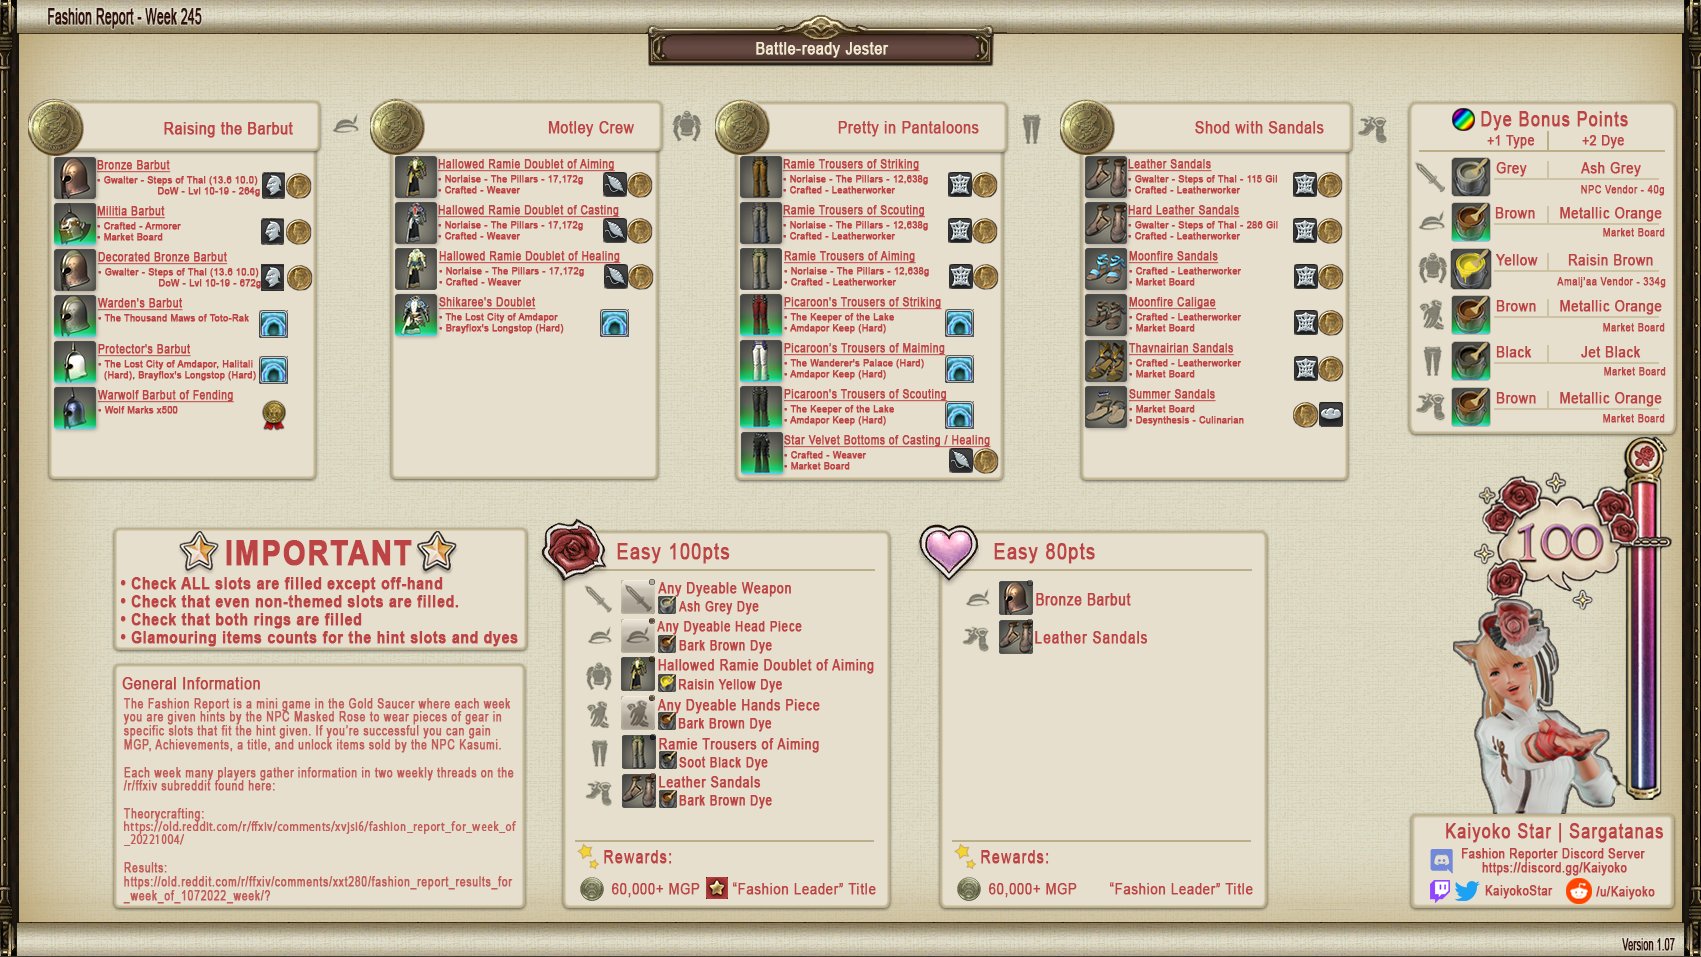 Fashion Report - Week 245
Battle-ready Jester
Raising the Barbut
Bronze Barbut
• Gwalter - Steps of Thal (13.6 10.0)
DoW - Lvl 10-19 - 264g
Militia Barbut
• Crafted - Armorer
• Market Board
Decorated Bronze Barbut
• Gwalter - Steps of Thal (13.6 10.0)
DoW - Lvl 10-19 - 672g
Warden's Barbut
• The Thousand Maws of Toto-Rak
Protector's Barbut
• The Lost City of Amdapor, Halitali
(Hard), Brayflox's Longstop (Hard)
Warwolf Barbut of Fending
• Wolf Marks x500
Motley Crew
Hallowed Ramie Doublet of Aiming
• Norlaise - The Pillars - 17,172g
• Crafted - Weaver
Hallowed Ramie Doublet of Casting
• Norlaise - The Pillars - 17,172g
• Crafted - Weaver
Hallowed Ramie Doublet of Healing
• Norlaise - The Pillars - 17,172g
• Crafted - Weaver
Shikaree's Doublet
• The Lost City of Amdapor
• Brayflox's Longstop (Hard)
Pretty in Pantaloons
Ramie Trousers of Striking
• Norlaise - The Pillars - 12,638g
• Crafted - Leatherworker
Ramie Trousers of Scouting
• Norlaise - The Pillars - 12,638g
• Crafted - Leatherworker
Ramie Trousers of Aiming
• Norlaise - The Pillars - 12,638g
• Crafted - Leatherworker
Picaroon's Trousers of Striking
• The Keeper of the Lake
• Amdapor Keep (Hard)
Picaroon's Trousers of Maiming
• The Wanderer's Palace (Hard)
• Amdapor Keep (Hard)
Picaroon's Trousers of Scouting
• The Keeper of the Lake
• Amdapor Keep (Hard)
Star Velvet Bottoms of Casting / Healing
• Crafted - Weaver
• Market Board
Shod with Sandals
Leather Sandals
• Gwalter - Steps of Thal - 115 Gil
• Crafted - Leatherworker
Hard Leather Sandals
• Gwalter - Steps of Thal - 286 Gil
• Crafted - Leatherworker
Moonfire Sandals
• Crafted - Leatherworker
• Market Board
Moonfire Caligae
• Crafted - Leatherworker
• Market Board
Thavnairian Sandals
• Crafted - Leatherworker
• Market Board
Summer Sandals
• Market Board
• Desynthesis - Culinarian
Dye Bonus Points
+1 Type | +2 Dye
Grey | Ash Grey
NPC Vendor - 40g
Brown | Metallic Orange
Market Board
Yellow | Raisin Brown
Amalj'aa Vendor - 334g
Brown | Metallic Orange
Market Board
Black | Jet Black
Market Board
Brown | Metallic Orange
Market Board
100
IMPORTANT
• Check ALL slots are filled except off-hand
• Check that even non-themed slots are filled.
• Check that both rings are filled
• Glamouring items counts for the hint slots and dyes
General Information
The Fashion Report is a mini game in the Gold Saucer where each week
you are given hints by the NPC Masked Rose to wear pieces of gear in
specific slots that fit the hint given. If you're successful you can gain
MGP, Achievements, a title, and unlock items sold by the NPC Kasumi.
Each week many players gather information in two weekly threads on the
/r/ffxiv subreddit found here:
Theorycrafting:
https://old.reddit.com/r/ffxiv/comments/xvjsl6/fashion_report_for_week_of
_20221004/
Results:
https://old.reddit.com/r/ffxiv/comments/xxt280/fashion_report_results_for
_week_of_1072022_week/?
Easy 100pts
Any Dyeable Weapon
Ash Grey Dye
Any Dyeable Head Piece
Bark Brown Dye
Hallowed Ramie Doublet of Aiming
Raisin Yellow Dye
Any Dyeable Hands Piece
Bark Brown Dye
Ramie Trousers of Aiming
Soot Black Dye
Leather Sandals
Bark Brown Dye
Rewards:
60,000+ MGP
"Fashion Leader" Title
Easy 80pts
Bronze Barbut
Leather Sandals
Rewards:
60,000+ MGP
"Fashion Leader" Title
Kaiyoko Star | Sargatanas
Fashion Reporter Discord Server
https://discord.gg/Kaiyoko
KaiyokoStar
/u/Kaiyoko
Version 1.07